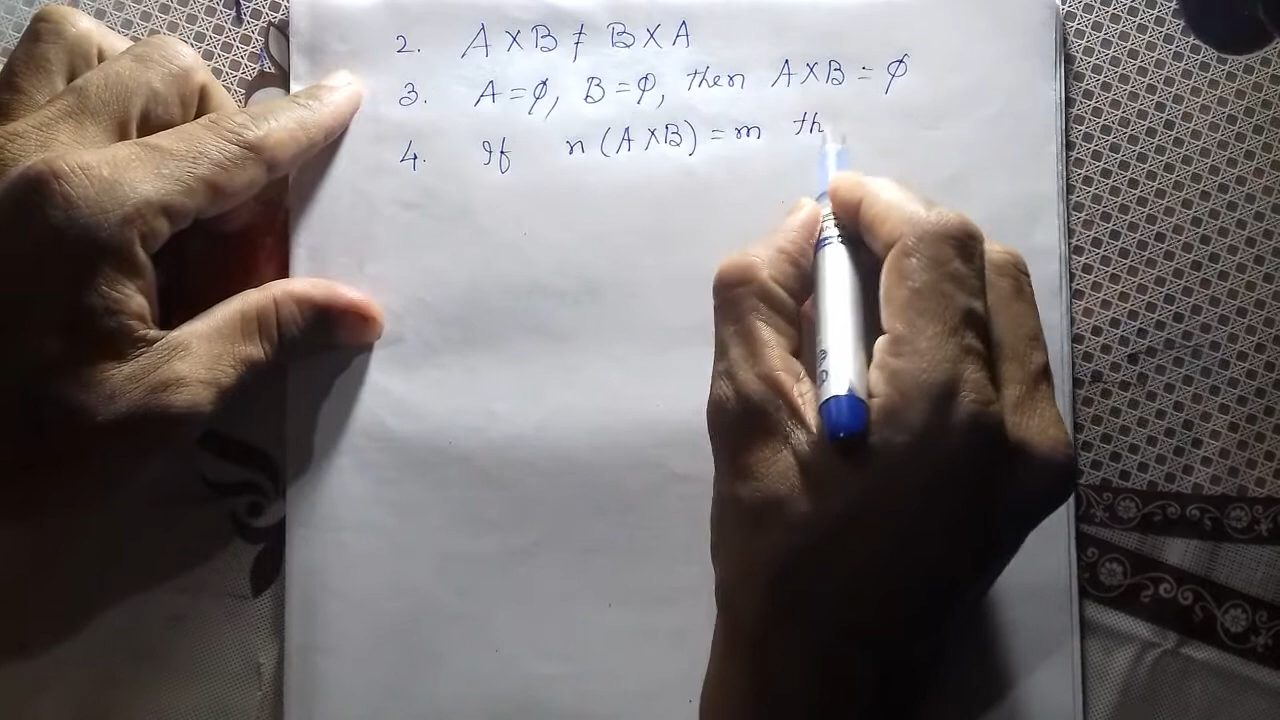 2. A×B ≠ B×A
3. A=φ, B=φ, then A×B = φ
4. If n(A×B) = m th